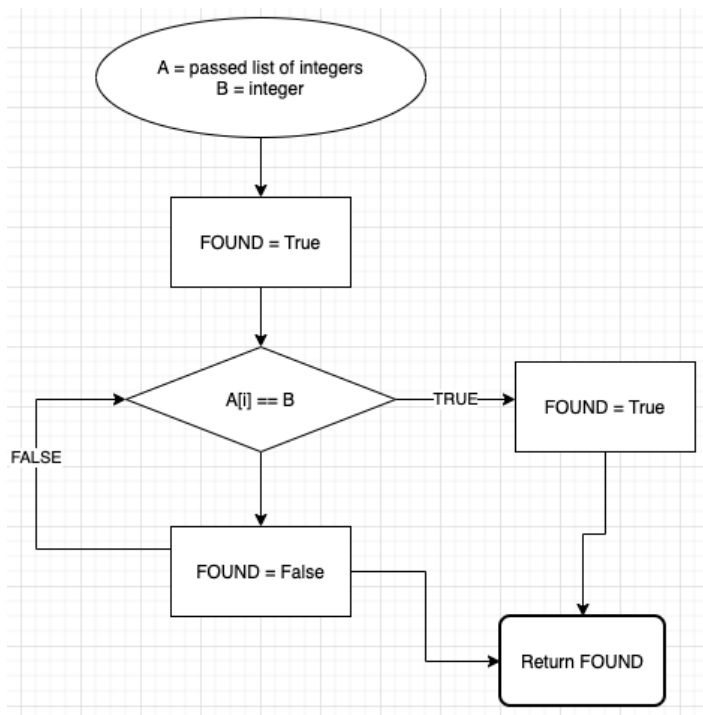 A = passed list of integers
B = integer
FOUND = True
A[i] == B
TRUE
FOUND = True
FALSE
FOUND = False
Return FOUND